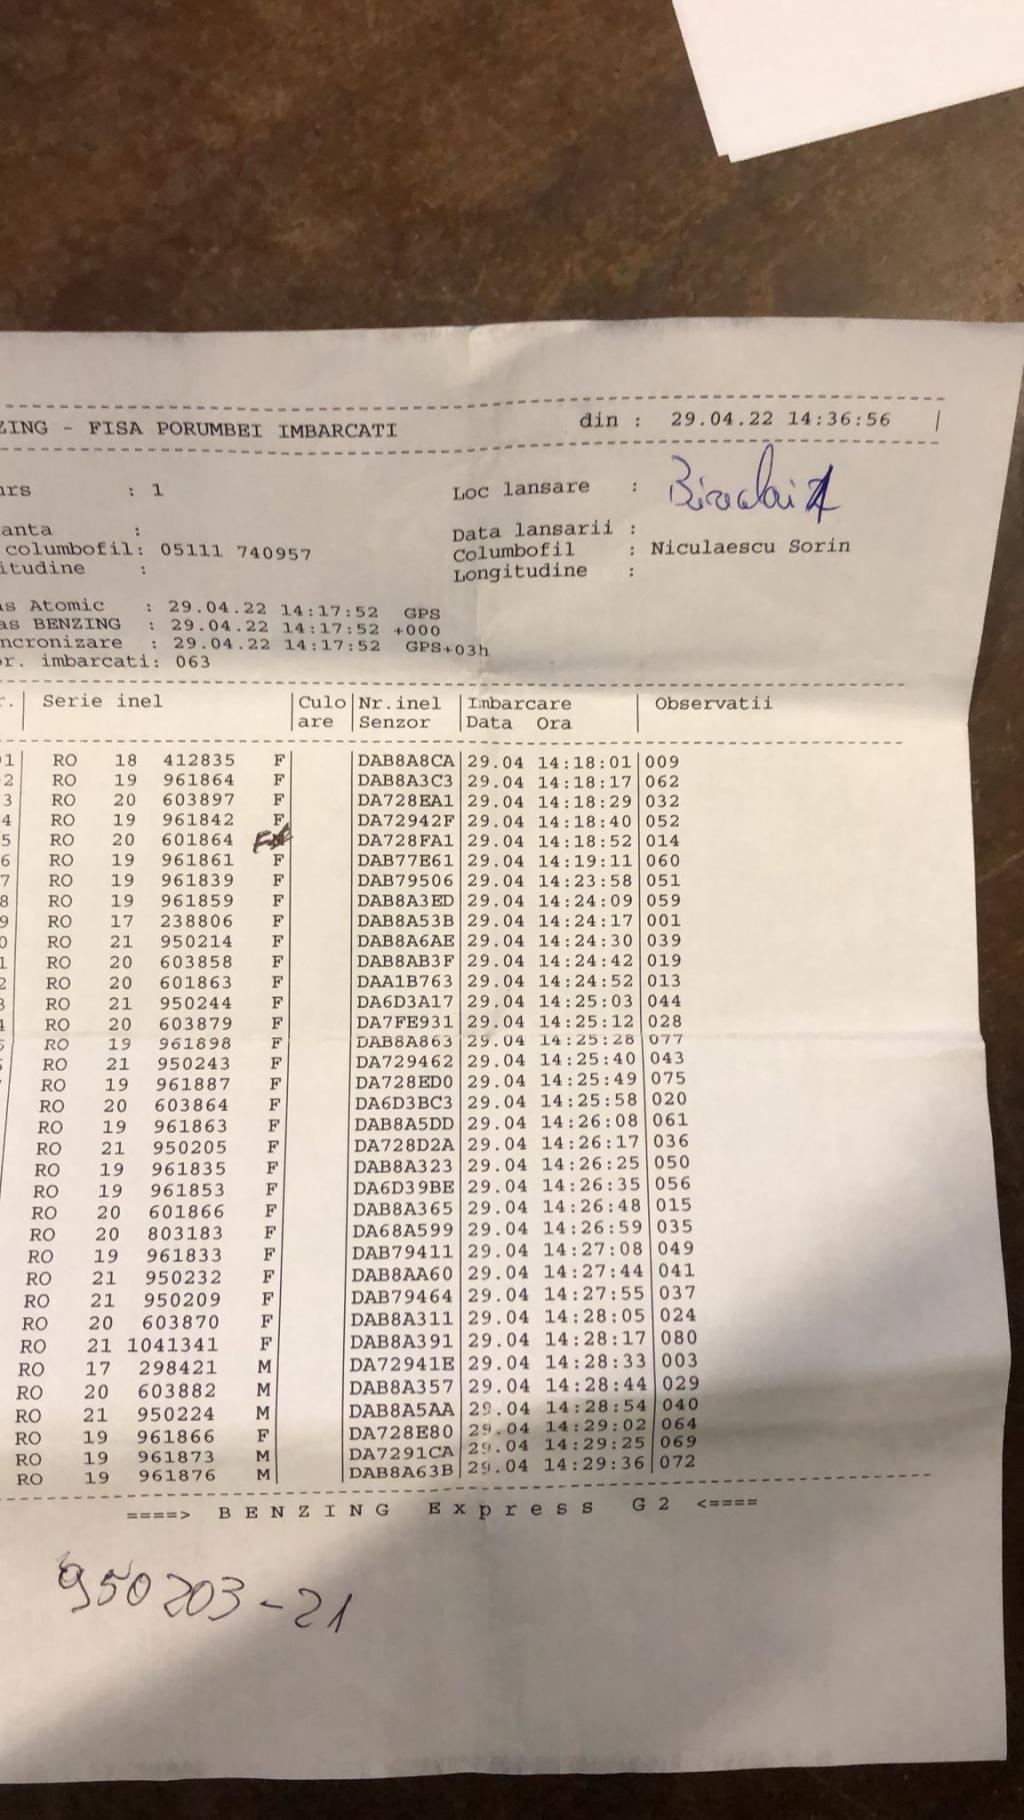 ZING - FISA PORUMBEI IMBARCATI din : 29.04.22 14:36:56 |
urs : 1 Loc lansare :
anta : Data lansarii :
columbofil: 05111 740957 Columbofil : Niculaescu Sorin
itudine : Longitudine :
as Atomic : 29.04.22 14:17:52 GPS
as BENZING : 29.04.22 14:17:52 +000
ncronizare : 29.04.22 14:17:52 GPS+03h
or. imbarcati: 063
r.| Serie inel |Culo|Nr.inel |Imbarcare | Observatii
|are |Senzor |Data Ora |
01| RO 18 412835 F| |DAB8A8CA|29.04 14:18:01|009
2| RO 19 961864 F| |DAB8A3C3|29.04 14:18:17|062
3| RO 20 603897 F| |DA728EA1|29.04 14:18:29|032
4| RO 19 961842 F| |DA72942F|29.04 14:18:40|052
5| RO 20 601864 F |DA728FA1|29.04 14:18:52|014
6| RO 19 961861 F| |DAB77E61|29.04 14:19:11|060
7| RO 19 961839 F| |DAB79506|29.04 14:23:58|051
8| RO 19 961859 F| |DAB8A3ED|29.04 14:24:09|059
9| RO 17 238806 F| |DAB8A53B|29.04 14:24:17|001
0| RO 21 950214 F| |DAB8A6AE|29.04 14:24:30|039
1| RO 20 603858 F| |DAB8AB3F|29.04 14:24:42|019
2| RO 20 601863 F| |DAA1B763|29.04 14:24:52|013
3| RO 21 950244 F| |DA6D3A17|29.04 14:25:03|044
4| RO 20 603879 F| |DA7FE931|29.04 14:25:12|028
5| RO 19 961898 F| |DAB8A863|29.04 14:25:28|077
RO 21 950243 F| |DA729462|29.04 14:25:40|043
RO 19 961887 F| |DA728ED0|29.04 14:25:49|075
RO 20 603864 F| |DA6D3BC3|29.04 14:25:58|020
RO 19 961863 F| |DAB8A5DD|29.04 14:26:08|061
RO 21 950205 F| |DA728D2A|29.04 14:26:17|036
RO 19 961835 F| |DAB8A323|29.04 14:26:25|050
RO 19 961853 F| |DA6D39BE|29.04 14:26:35|056
RO 20 601866 F| |DAB8A365|29.04 14:26:48|015
RO 20 803183 F| |DA68A599|29.04 14:26:59|035
RO 19 961833 F| |DAB79411|29.04 14:27:08|049
RO 21 950232 F| |DAB8AA60|29.04 14:27:44|041
RO 21 950209 F| |DAB79464|29.04 14:27:55|037
RO 20 603870 F| |DAB8A311|29.04 14:28:05|024
RO 21 1041341 F| |DAB8A391|29.04 14:28:17|080
RO 17 298421 M| |DA72941E|29.04 14:28:33|003
RO 20 603882 M| |DAB8A357|29.04 14:28:44|029
RO 21 950224 M| |DAB8A5AA|29.04 14:28:54|040
RO 19 961866 F| |DA728E80|29.04 14:29:02|064
RO 19 961873 M| |DA7291CA|29.04 14:29:25|069
RO 19 961876 M| |DAB8A63B|29.04 14:29:36|072
====> B E N Z I N G E x p r e s s G 2 <====
950203-21